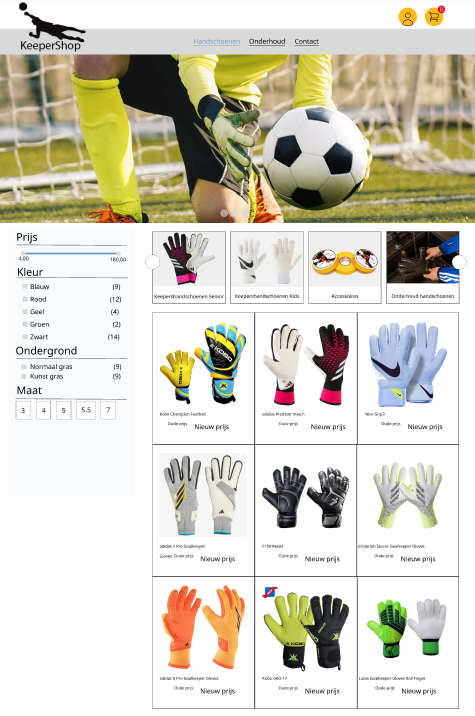 0
KeeperShop
Handschoenen Onderhoud Contact
Prijs
4,00 180,00
Kleur
Blauw (9)
Rood (12)
Geel (4)
Groen (2)
Zwart (14)
Ondergrond
Normaal gras (9)
Kunst gras (9)
Maat
3 4 5 5.5 7
Keepershandschoenen Senior
Keepershandschoenen Kids
Accessoires
Onderhoud handschoenen
Kobo Champion Football
Oude prijs Nieuw prijs
adidas Predator Match
Oude prijs Nieuw prijs
Nike Grip3
Oude prijs Nieuw prijs
adidas X Pro Goalkeeper
Gloves Oude prijs Nieuw prijs
Oude prijs Nieuw prijs
Evolution Soccer Goalkeeper Gloves
Oude prijs Nieuw prijs
adidas X Pro Goalkeeper Gloves
Oude prijs Nieuw prijs
Kobo GKG-17
Oude prijs Nieuw prijs
Goalkeeper Gloves Roll Finger
Oude prijs Nieuw prijs